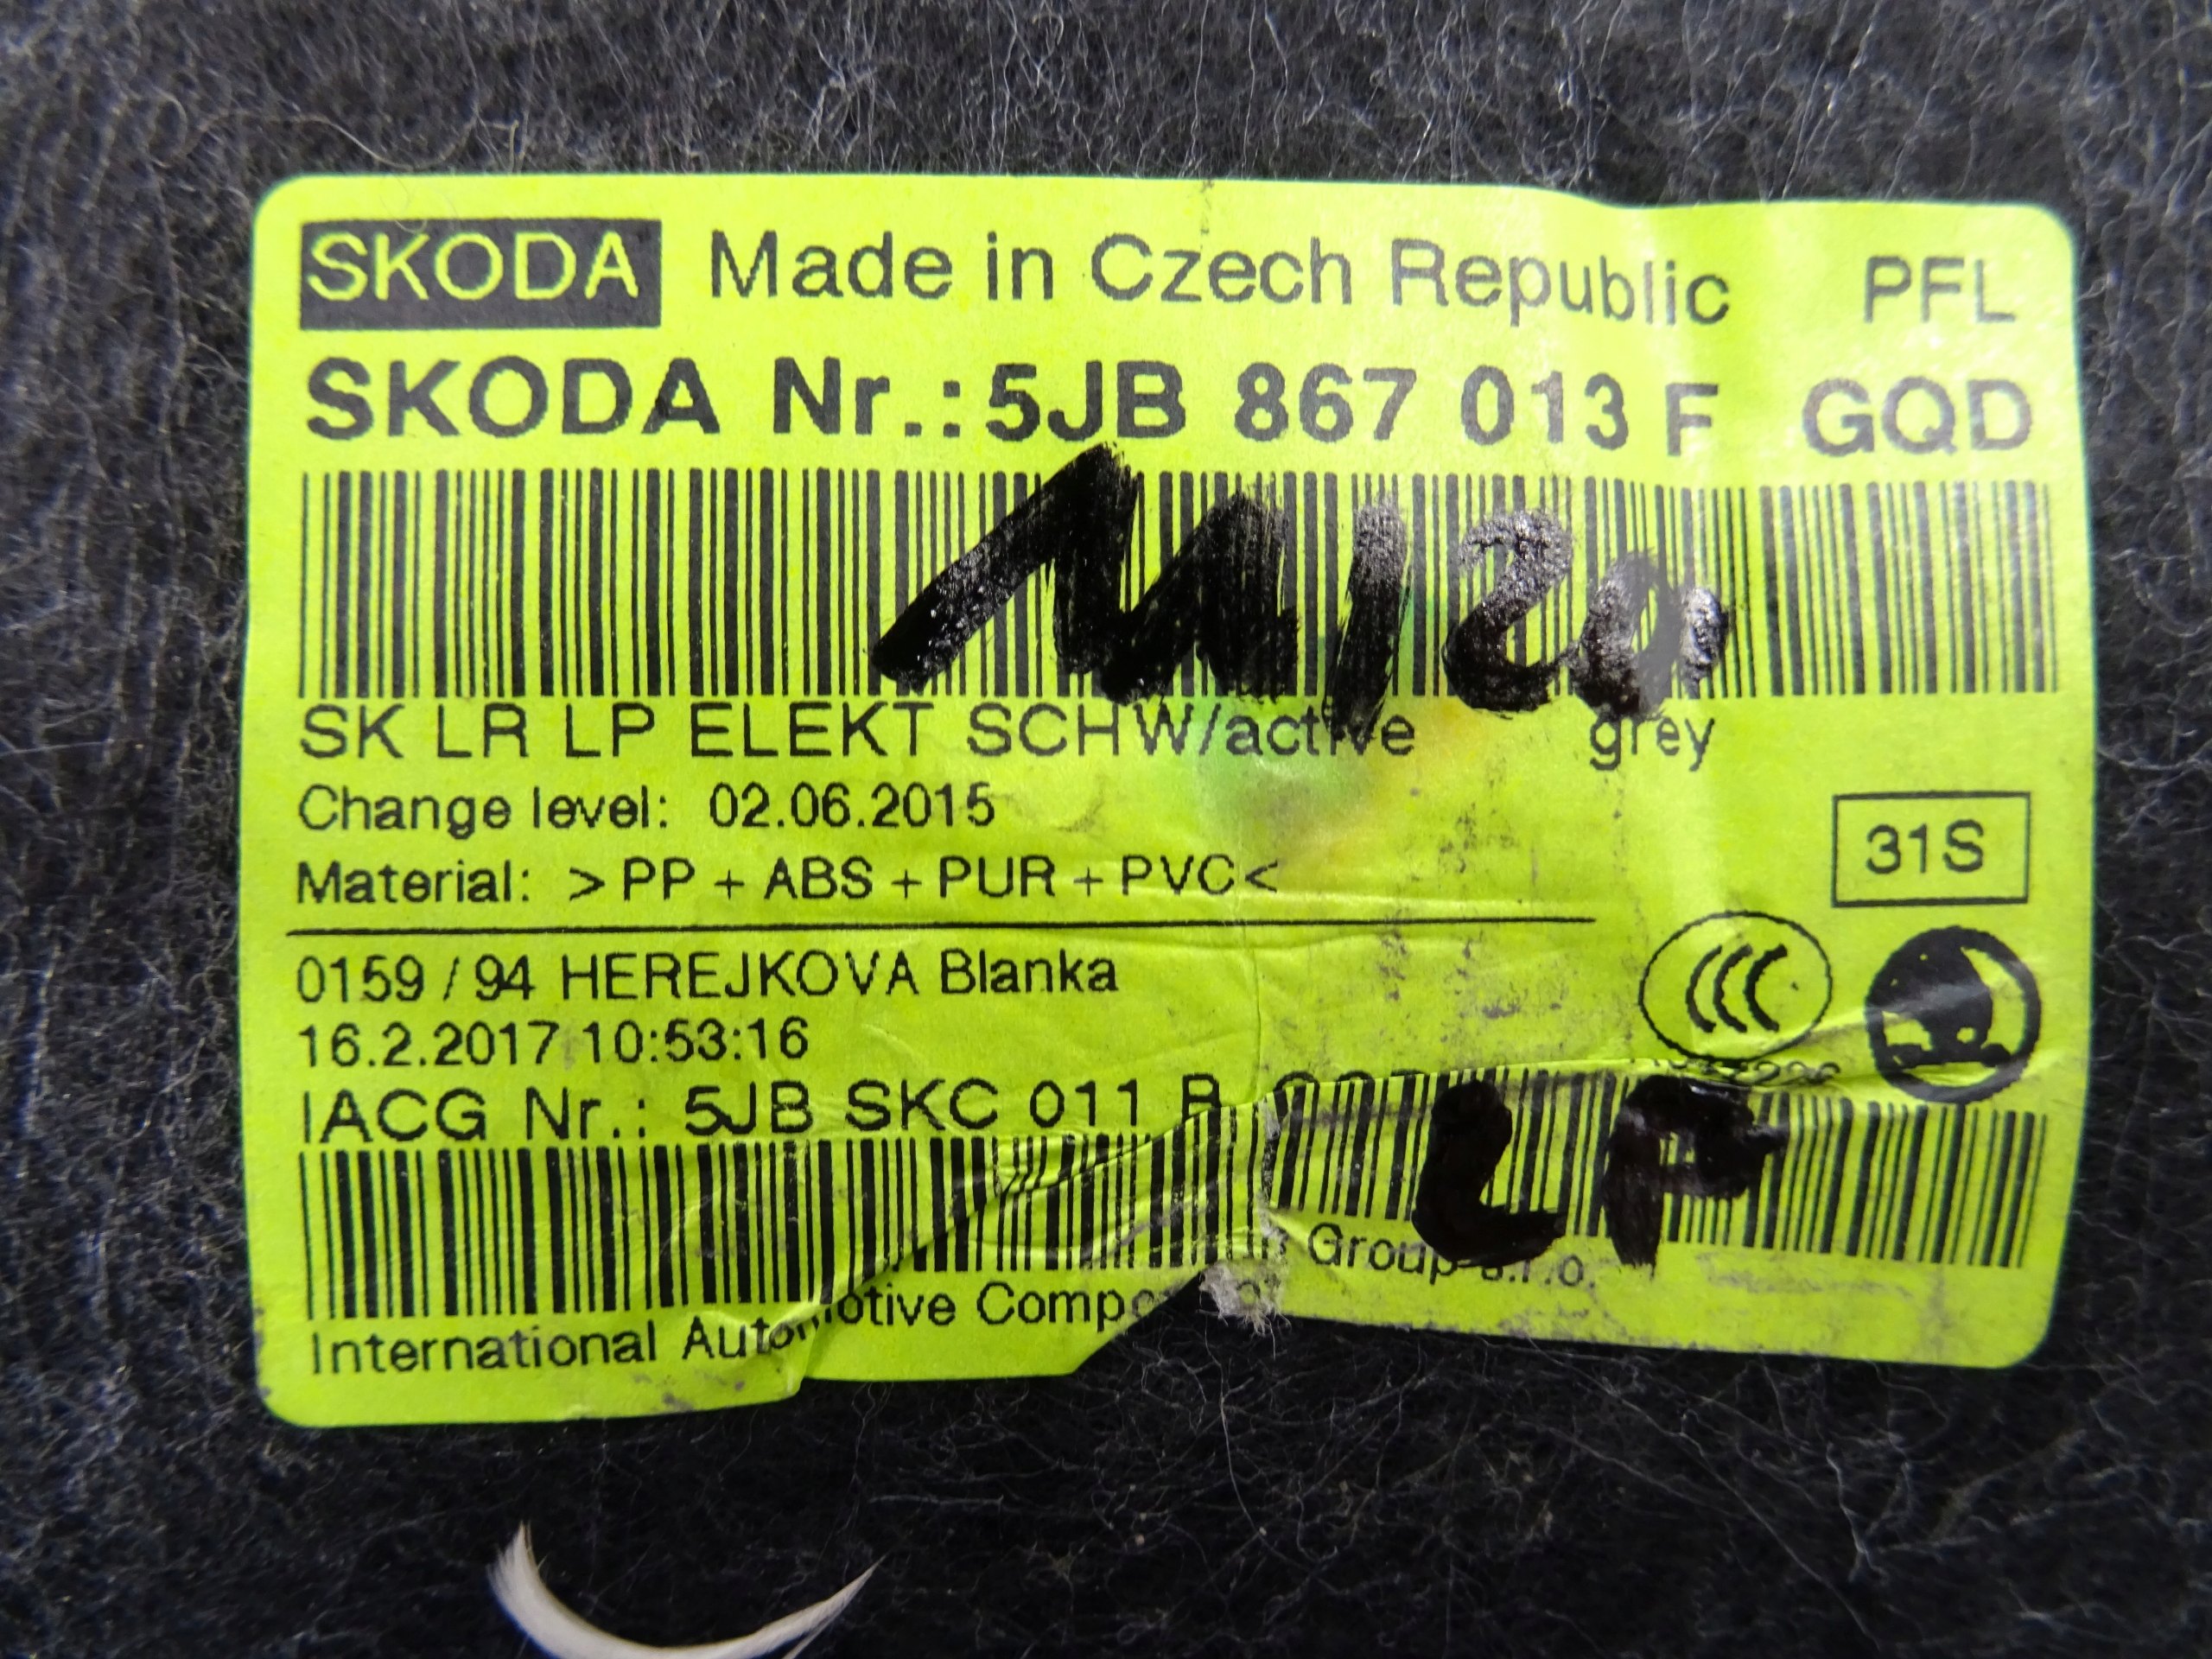 SKODA Made in Czech Republic PFL
SKODA Nr.: 5JB 867 013 F GQD
SK LR LP ELEKT SCHW/active grey
Change level: 02.06.2015
31S
Material: >PP + ABS + PUR + PVC<
0159 / 94 HEREJKOVA Blanka
CCC
16.2.2017 10:53:16
IACG Nr.: 5JB SKC 011
LP
International Automotive Group s.r.o.